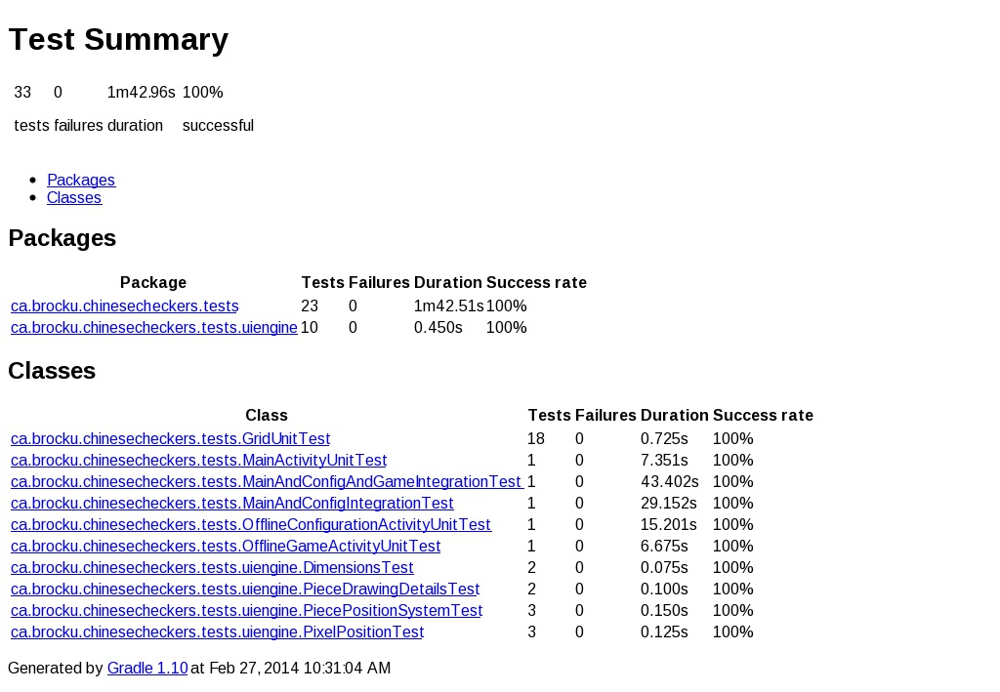 Test Summary
33 0 1m42.96s 100%
tests failures duration successful
Packages
Classes
Packages
Package Tests Failures Duration Success rate
ca.brocku.chinesecheckers.tests 23 0 1m42.51s 100%
ca.brocku.chinesecheckers.tests.uiengine 10 0 0.450s 100%
Classes
Class Tests Failures Duration Success rate
ca.brocku.chinesecheckers.tests.GridUnitTest 18 0 0.725s 100%
ca.brocku.chinesecheckers.tests.MainActivityUnitTest 1 0 7.351s 100%
ca.brocku.chinesecheckers.tests.MainAndConfigAndGameIntegrationTest 1 0 43.402s 100%
ca.brocku.chinesecheckers.tests.MainAndConfigIntegrationTest 1 0 29.152s 100%
ca.brocku.chinesecheckers.tests.OfflineConfigurationActivityUnitTest 1 0 15.201s 100%
ca.brocku.chinesecheckers.tests.OfflineGameActivityUnitTest 1 0 6.675s 100%
ca.brocku.chinesecheckers.tests.uiengine.DimensionsTest 2 0 0.075s 100%
ca.brocku.chinesecheckers.tests.uiengine.PieceDrawingDetailsTest 2 0 0.100s 100%
ca.brocku.chinesecheckers.tests.uiengine.PiecePositionSystemTest 3 0 0.150s 100%
ca.brocku.chinesecheckers.tests.uiengine.PixelPositionTest 3 0 0.125s 100%
Generated by Gradle 1.10 at Feb 27, 2014 10:31:04 AM